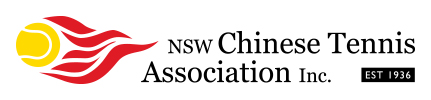 NSW Chinese Tennis
Association Inc. EST 1936